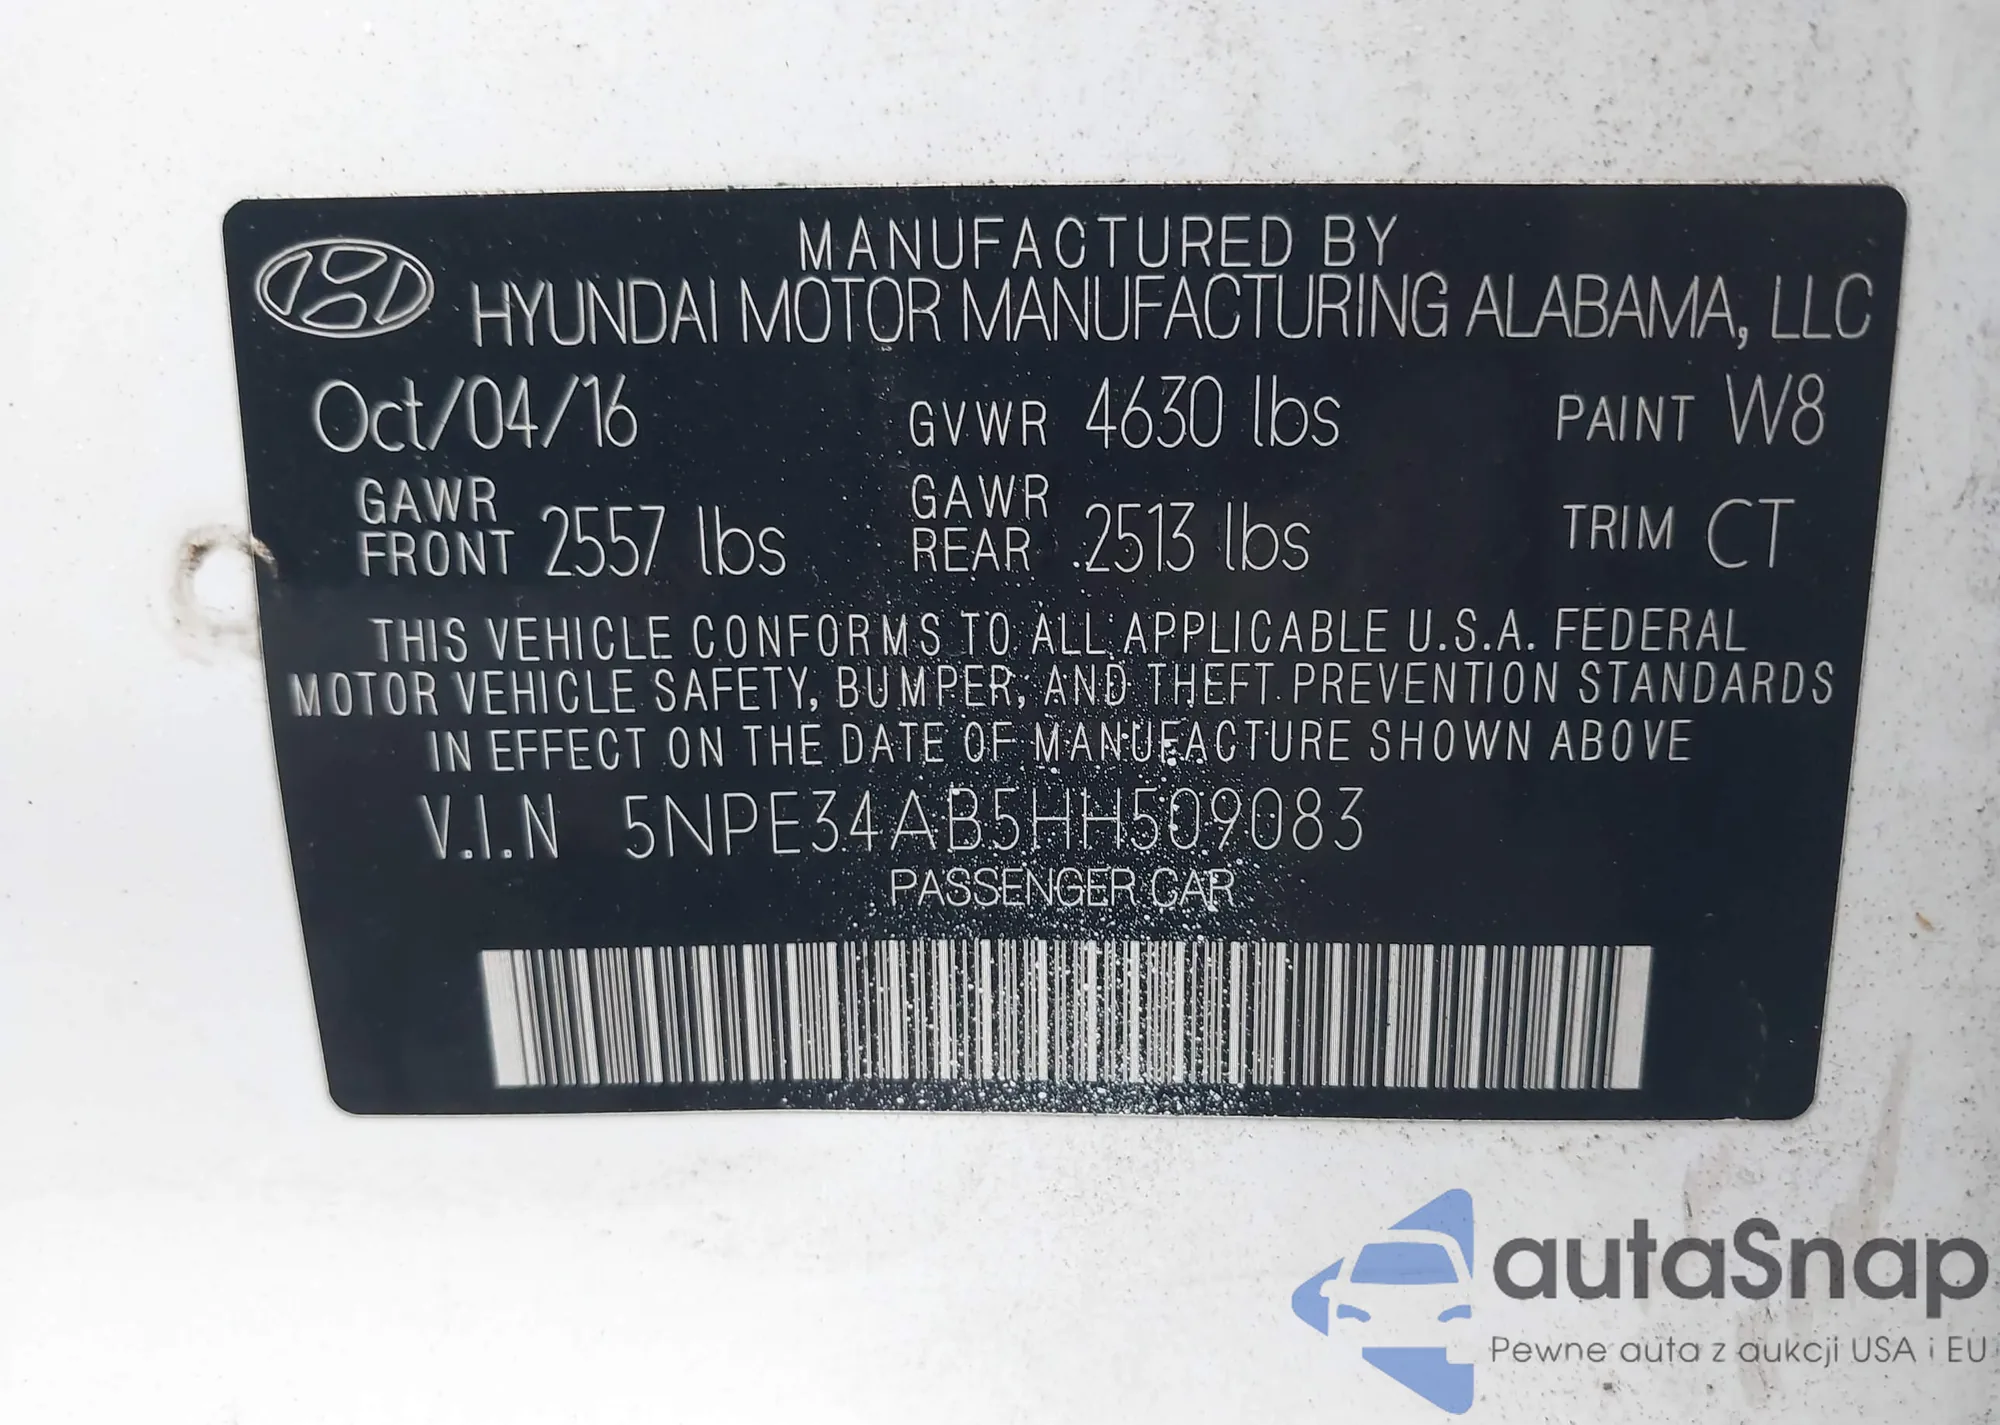 MANUFACTURED BY
HYUNDAI MOTOR MANUFACTURING ALABAMA, LLC
Oct/04/16 GVWR 4630 lbs PAINT W8
GAWR FRONT 2557 lbs GAWR REAR 2513 lbs TRIM CT
THIS VEHICLE CONFORMS TO ALL APPLICABLE U.S.A. FEDERAL
MOTOR VEHICLE SAFETY, BUMPER, AND THEFT PREVENTION STANDARDS
IN EFFECT ON THE DATE OF MANUFACTURE SHOWN ABOVE
V.I.N 5NPE34AB5HH509083
PASSENGER CAR
autaSnap
Pewne auta z aukcji USA i EU